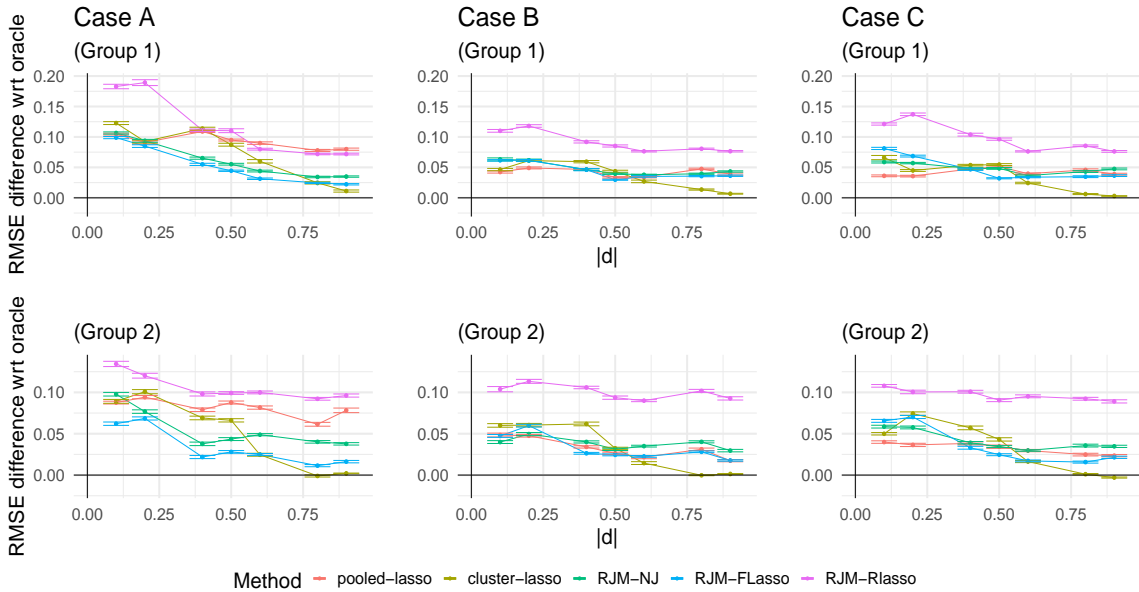 Case A
Case B
Case C
(Group 1)
(Group 1)
(Group 1)
RMSE difference wrt oracle
0.20
0.15
0.10
0.05
0.00
0.00 0.25 0.50 0.75
0.20
0.15
0.10
0.05
0.00
0.00 0.25 0.50 0.75
|d|
0.20
0.15
0.10
0.05
0.00
0.00 0.25 0.50 0.75
(Group 2)
(Group 2)
(Group 2)
RMSE difference wrt oracle
0.10
0.05
0.00
0.00 0.25 0.50 0.75
0.10
0.05
0.00
0.00 0.25 0.50 0.75
|d|
0.10
0.05
0.00
0.00 0.25 0.50 0.75
Method pooled−lasso cluster−lasso RJM−NJ RJM−FLasso RJM−Rlasso